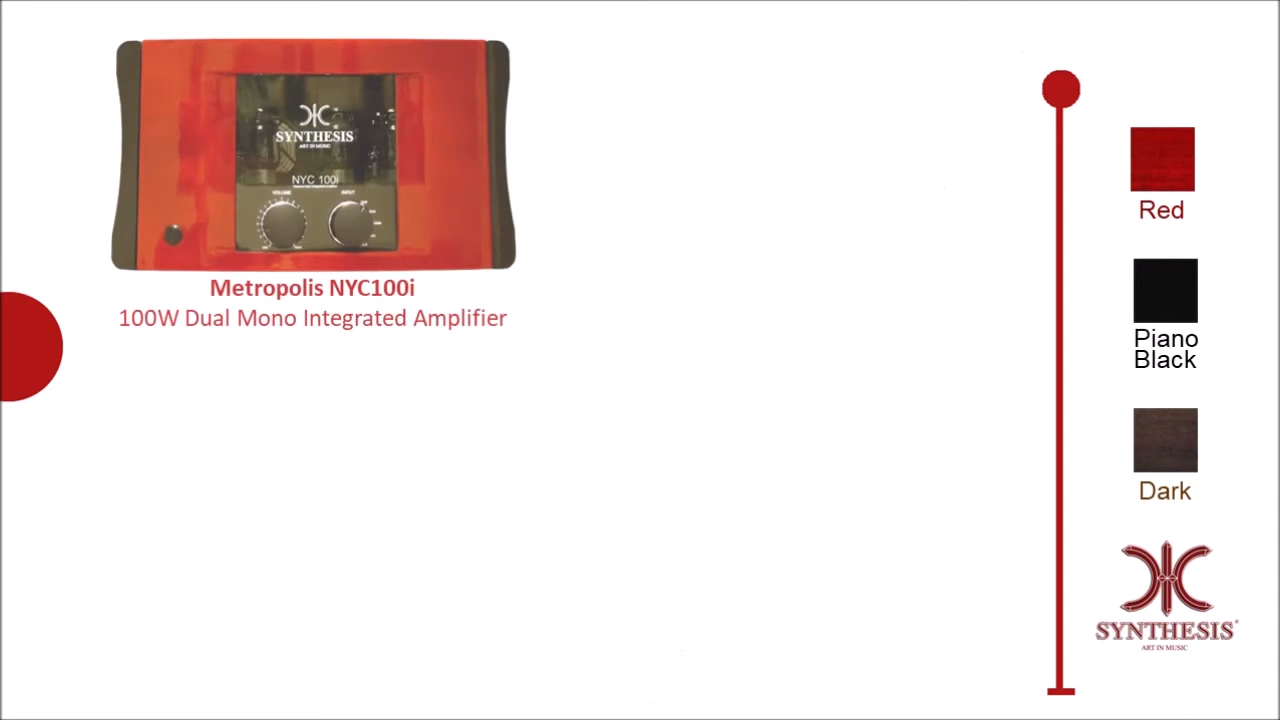 SYNTHESIS
ART IN MUSIC
NYC 100i
VOLUME
INPUT
Metropolis NYC100i
100W Dual Mono Integrated Amplifier
Red
Piano
Black
Dark
SYNTHESIS®
ART IN MUSIC